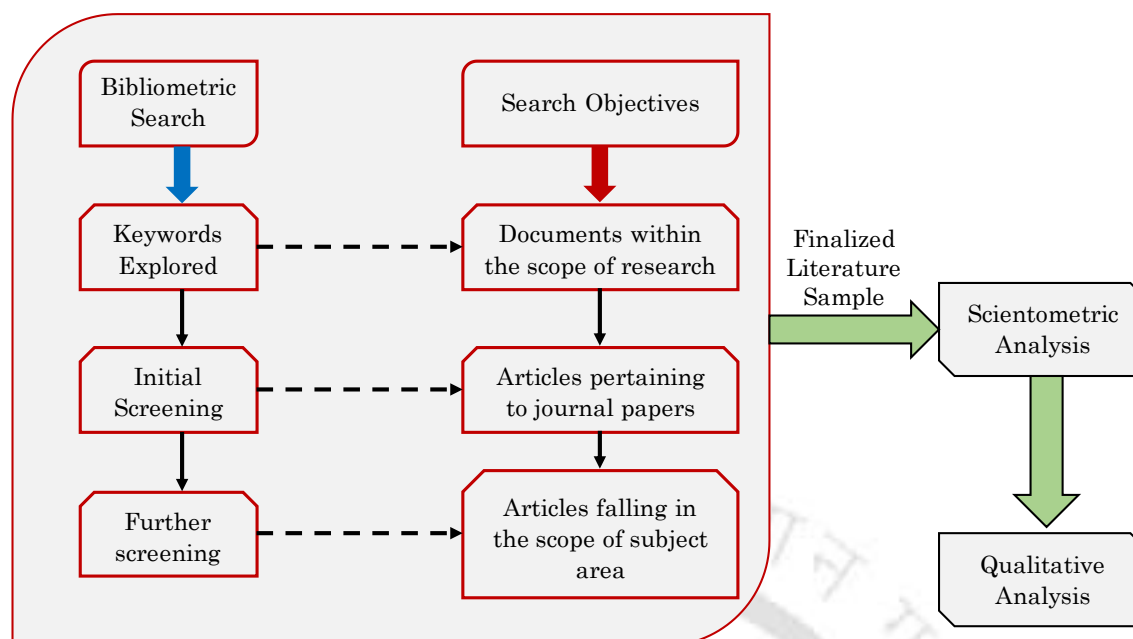 Bibliometric
Search
Search Objectives
Keywords
Explored
Documents within
the scope of research
Initial
Screening
Articles pertaining
to journal papers
Further
screening
Articles falling in
the scope of subject
area
Finalized
Literature
Sample
Scientometric
Analysis
Qualitative
Analysis